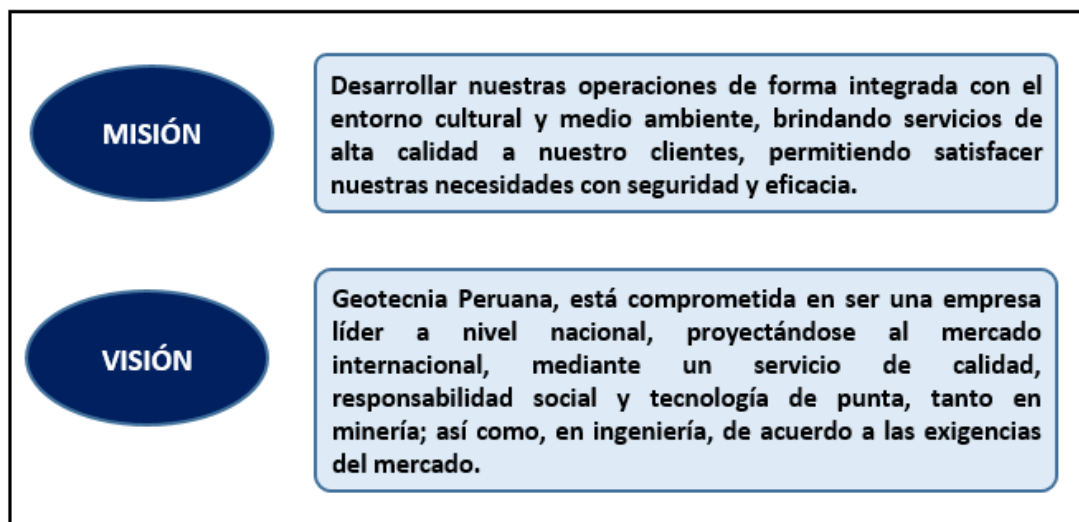 MISIÓN
Desarrollar nuestras operaciones de forma integrada con el
entorno cultural y medio ambiente, brindando servicios de
alta calidad a nuestro clientes, permitiendo satisfacer
nuestras necesidades con seguridad y eficacia.
VISIÓN
Geotecnia Peruana, está comprometida en ser una empresa
líder a nivel nacional, proyectándose al mercado
internacional, mediante un servicio de calidad,
responsabilidad social y tecnología de punta, tanto en
minería; así como, en ingeniería, de acuerdo a las exigencias
del mercado.